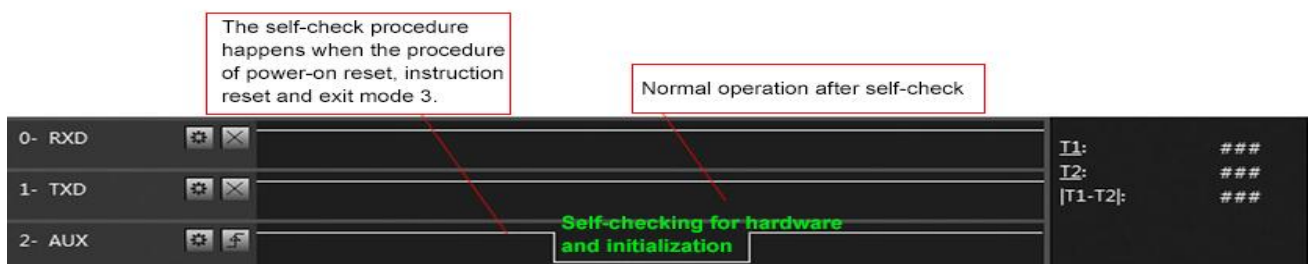 The self-check procedure
happens when the procedure
of power-on reset, instruction
reset and exit mode 3.
Normal operation after self-check
0- RXD
1- TXD
2- AUX
Self-checking for hardware
and initialization
T1: ###
T2: ###
|T1-T2|: ###